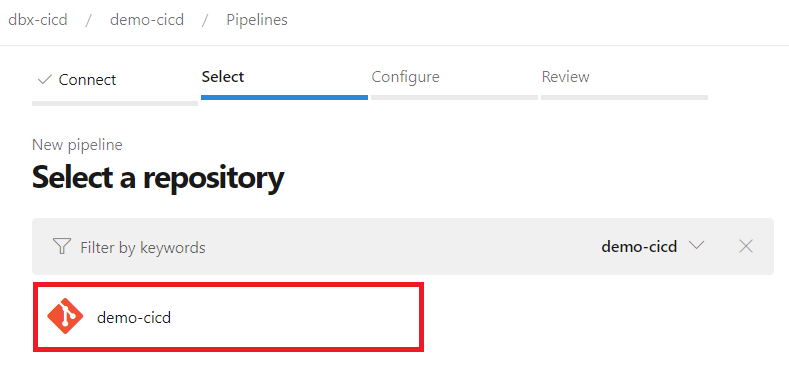 dbx-cicd / demo-cicd / Pipelines
Connect Select Configure Review
New pipeline
Select a repository
Filter by keywords demo-cicd
demo-cicd